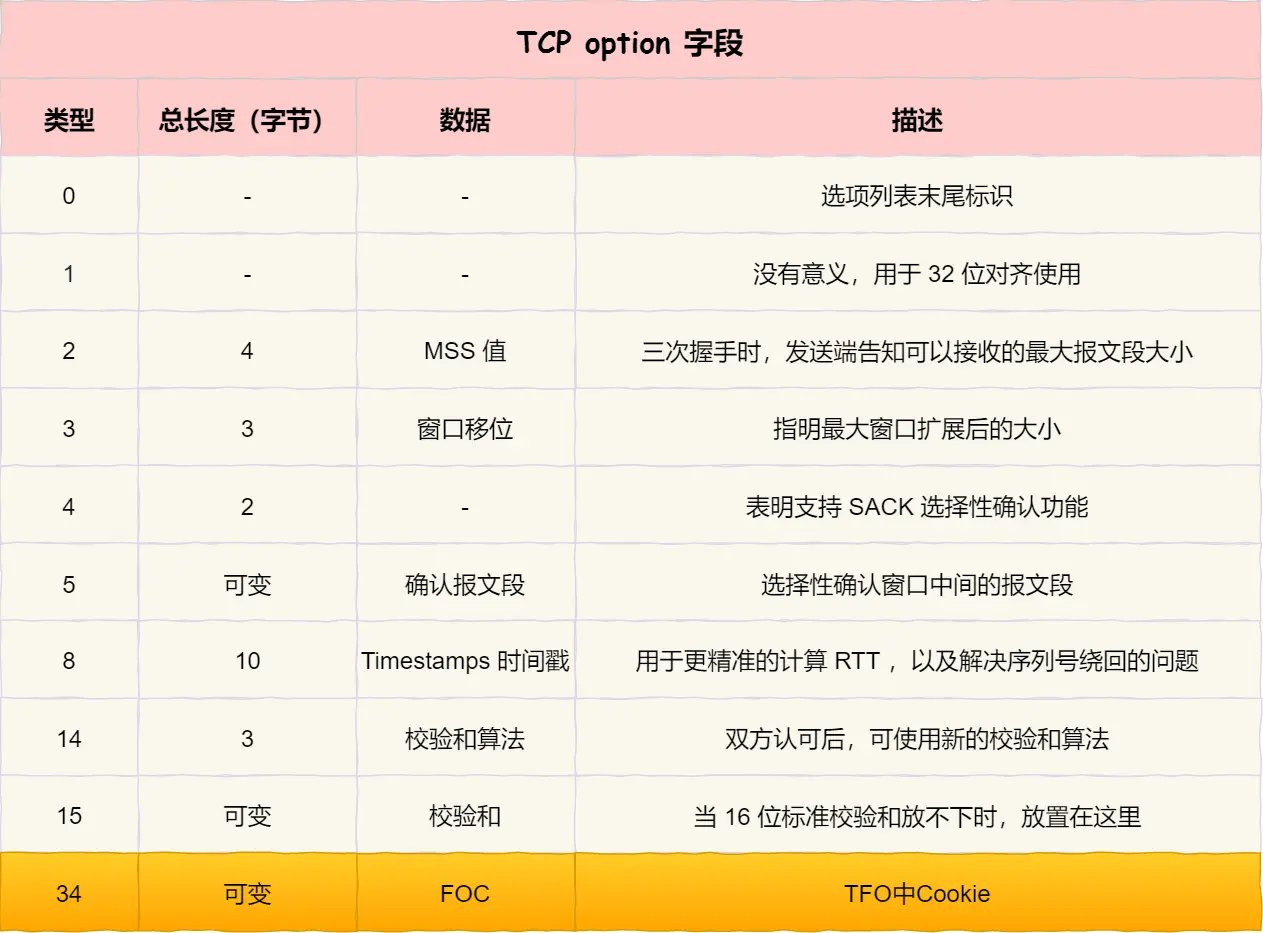 TCP option 字段
类型 总长度（字节） 数据 描述
0 - - 选项列表末尾标识
1 - - 没有意义，用于 32 位对齐使用
2 4 MSS 值 三次握手时，发送端告知可以接收的最大报文段大小
3 3 窗口移位 指明最大窗口扩展后的大小
4 2 - 表明支持 SACK 选择性确认功能
5 可变 确认报文段 选择性确认窗口中间的报文段
8 10 Timestamps 时间戳 用于更精准的计算 RTT ，以及解决序列号绕回的问题
14 3 校验和算法 双方认可后，可使用新的校验和算法
15 可变 校验和 当 16 位标准校验和放不下时，放置在这里
34 可变 FOC TFO中Cookie